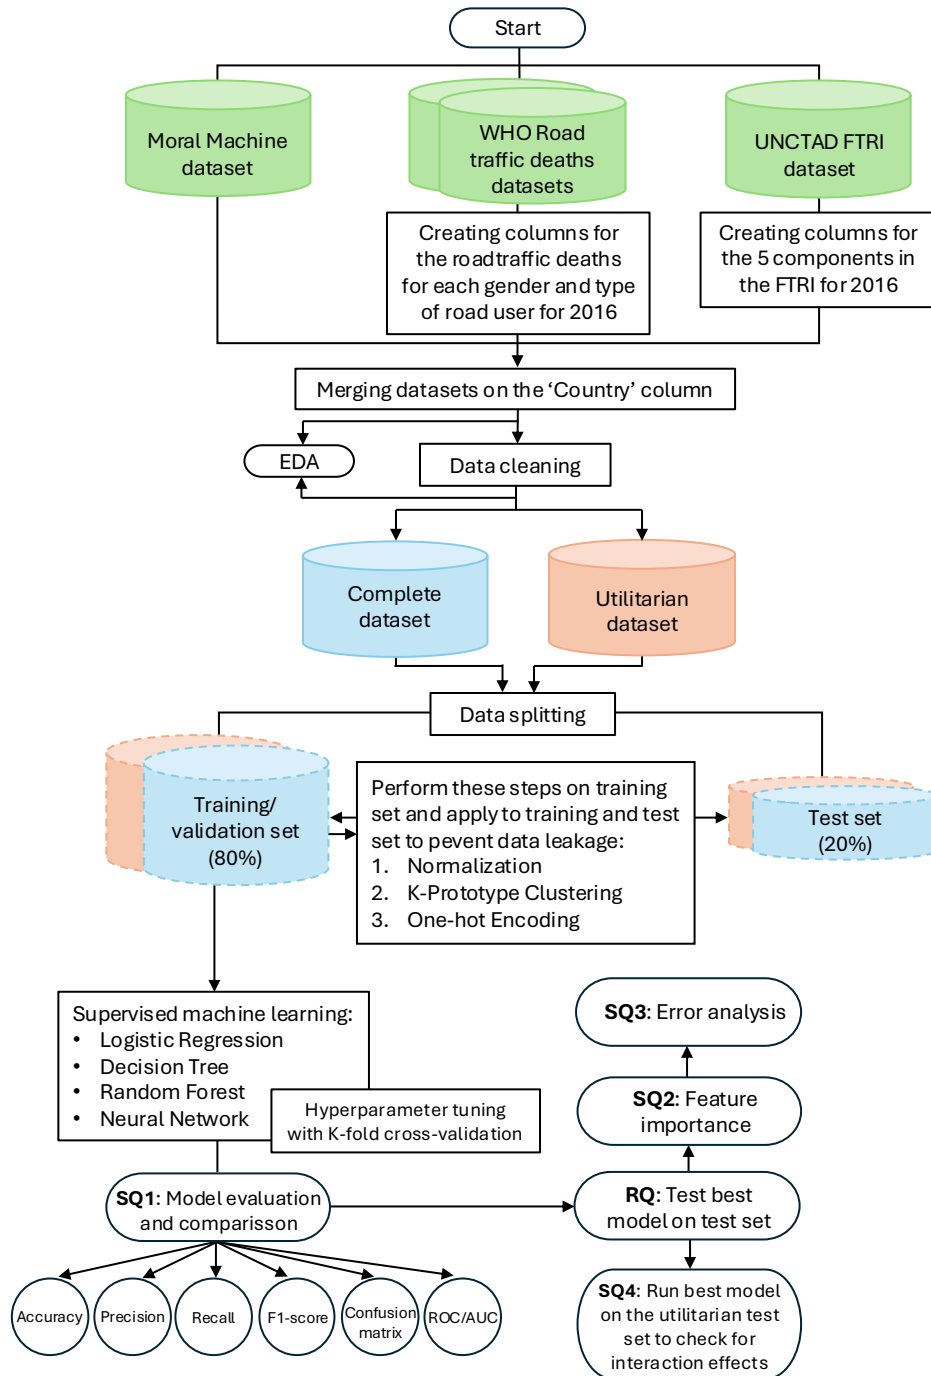 Start
Moral Machine
dataset
WHO Road
traffic deaths
datasets
UNCTAD FTRI
dataset
Creating columns for
the roadtraffic deaths
for each gender and type
of road user for 2016
Creating columns for
the 5 components in
the FTRI for 2016
Merging datasets on the ‘Country’ column
EDA
Data cleaning
Complete
dataset
Utilitarian
dataset
Data splitting
Training/
validation set
(80%)
Perform these steps on training
set and apply to training and test
set to pevent data leakage:
1. Normalization
2. K-Prototype Clustering
3. One-hot Encoding
Test set
(20%)
Supervised machine learning:
• Logistic Regression
• Decision Tree
• Random Forest
• Neural Network
Hyperparameter tuning
with K-fold cross-validation
SQ3: Error analysis
SQ2: Feature
importance
SQ1: Model evaluation
and comparisson
RQ: Test best
model on test set
SQ4: Run best model
on the utilitarian test
set to check for
interaction effects
Accuracy
Precision
Recall
F1-score
Confusion
matrix
ROC/AUC